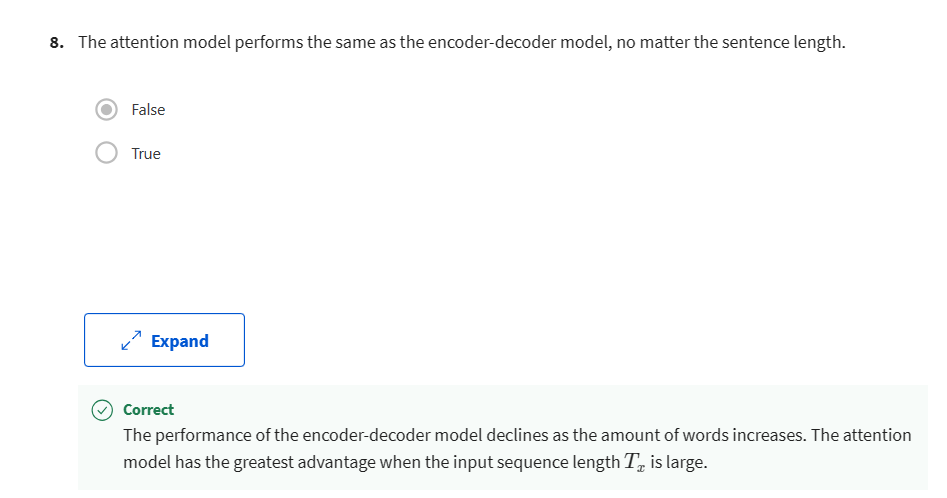 8. The attention model performs the same as the encoder-decoder model, no matter the sentence length.
False
True
Expand
Correct
The performance of the encoder-decoder model declines as the amount of words increases. The attention
model has the greatest advantage when the input sequence length Tₓ is large.